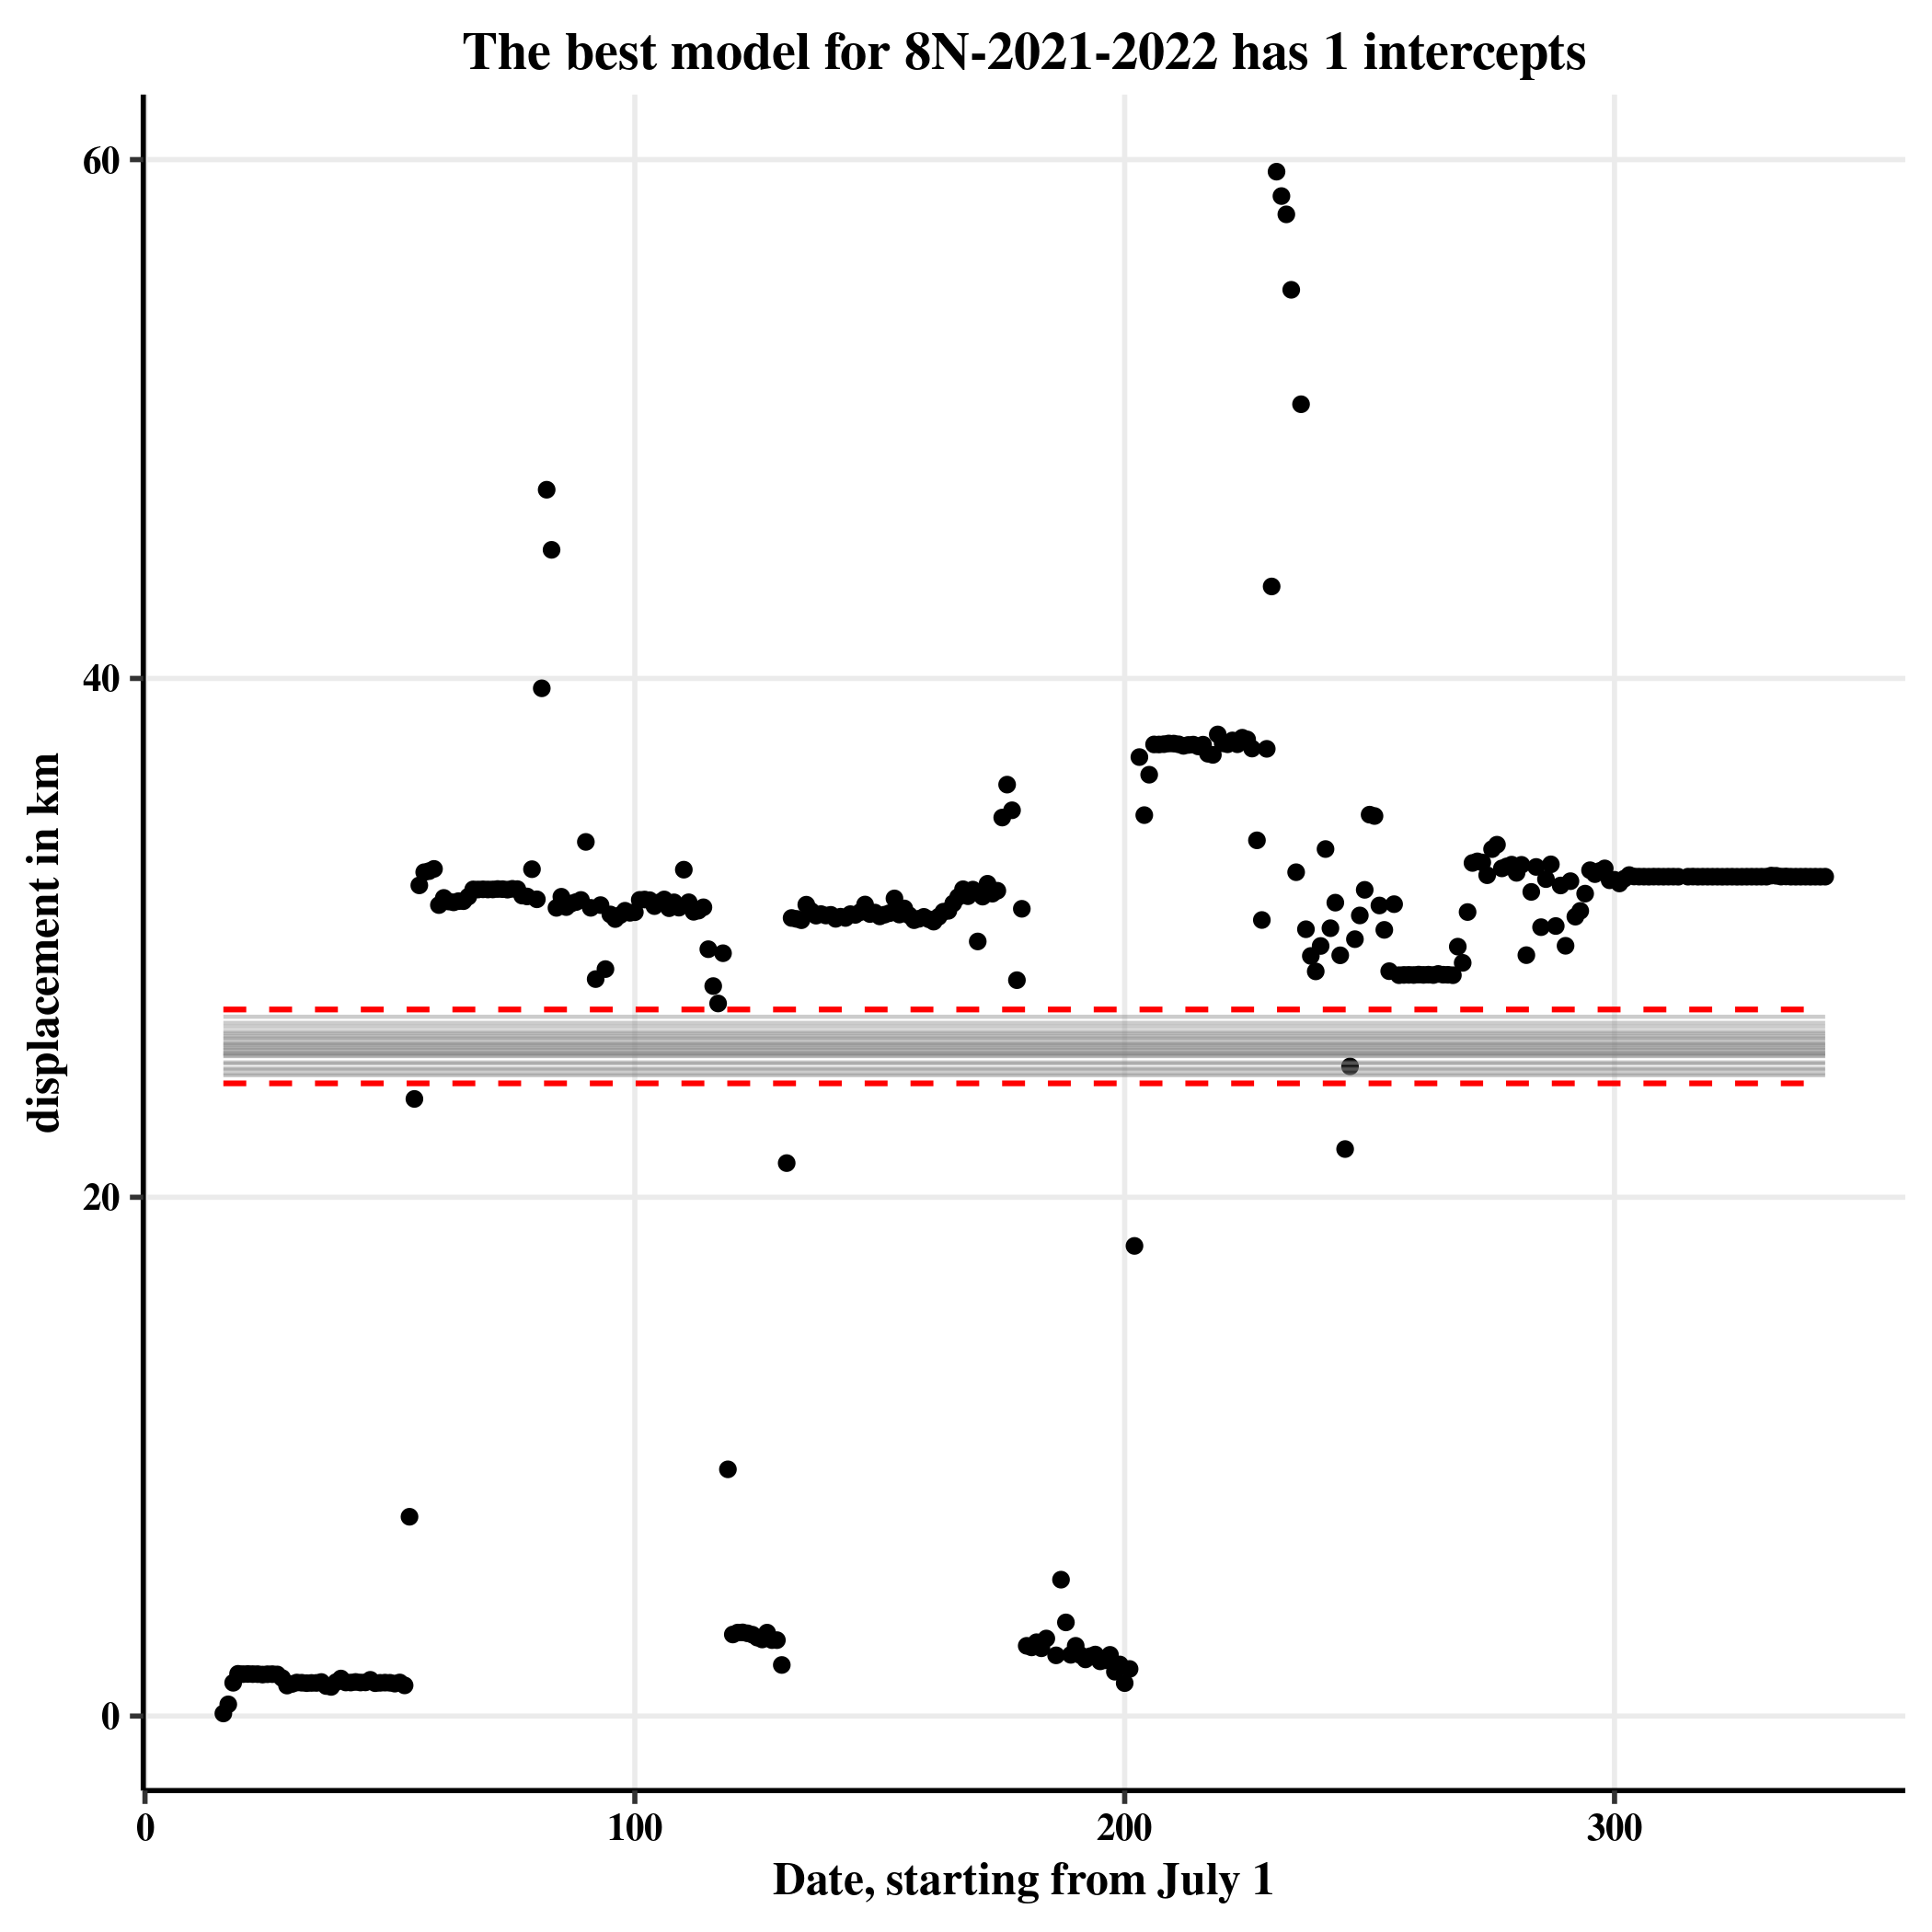 The best model for 8N-2021-2022 has 1 intercepts
60
40
20
0
displacement in km
0 100 200 300
Date, starting from July 1